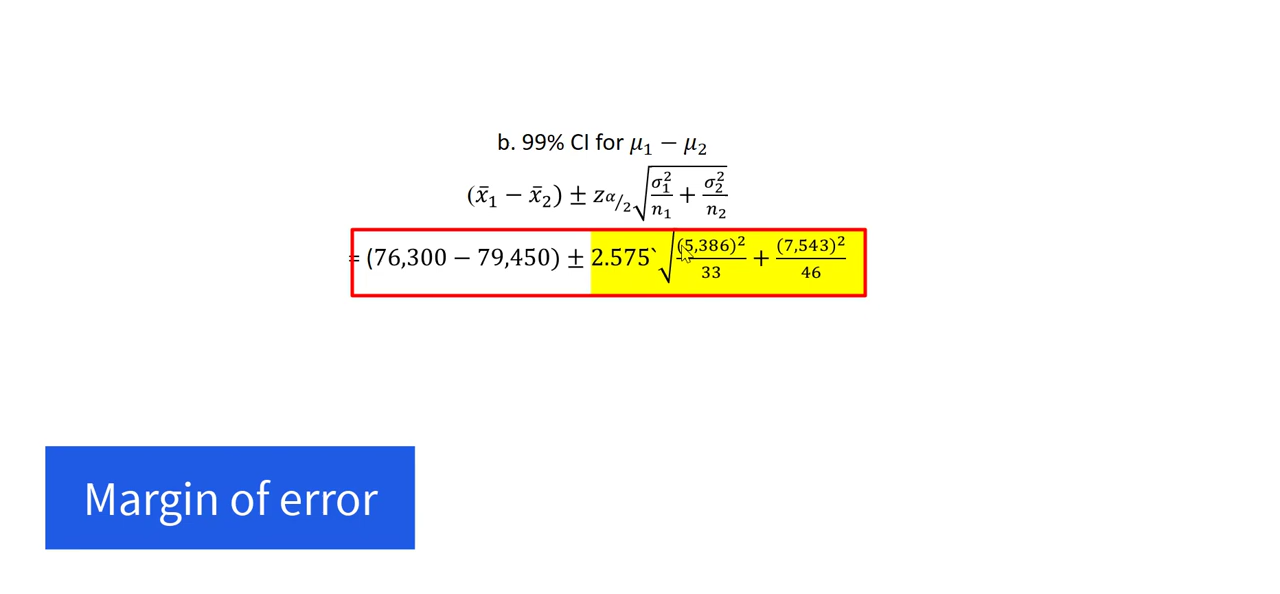 b. 99% CI for μ₁ − μ₂
(x̄₁ − x̄₂) ± z α/₂ √(σ₁²/n₁ + σ₂²/n₂)
= (76,300 − 79,450) ± 2.575` √((5,386)²/33 + (7,543)²/46)
Margin of error